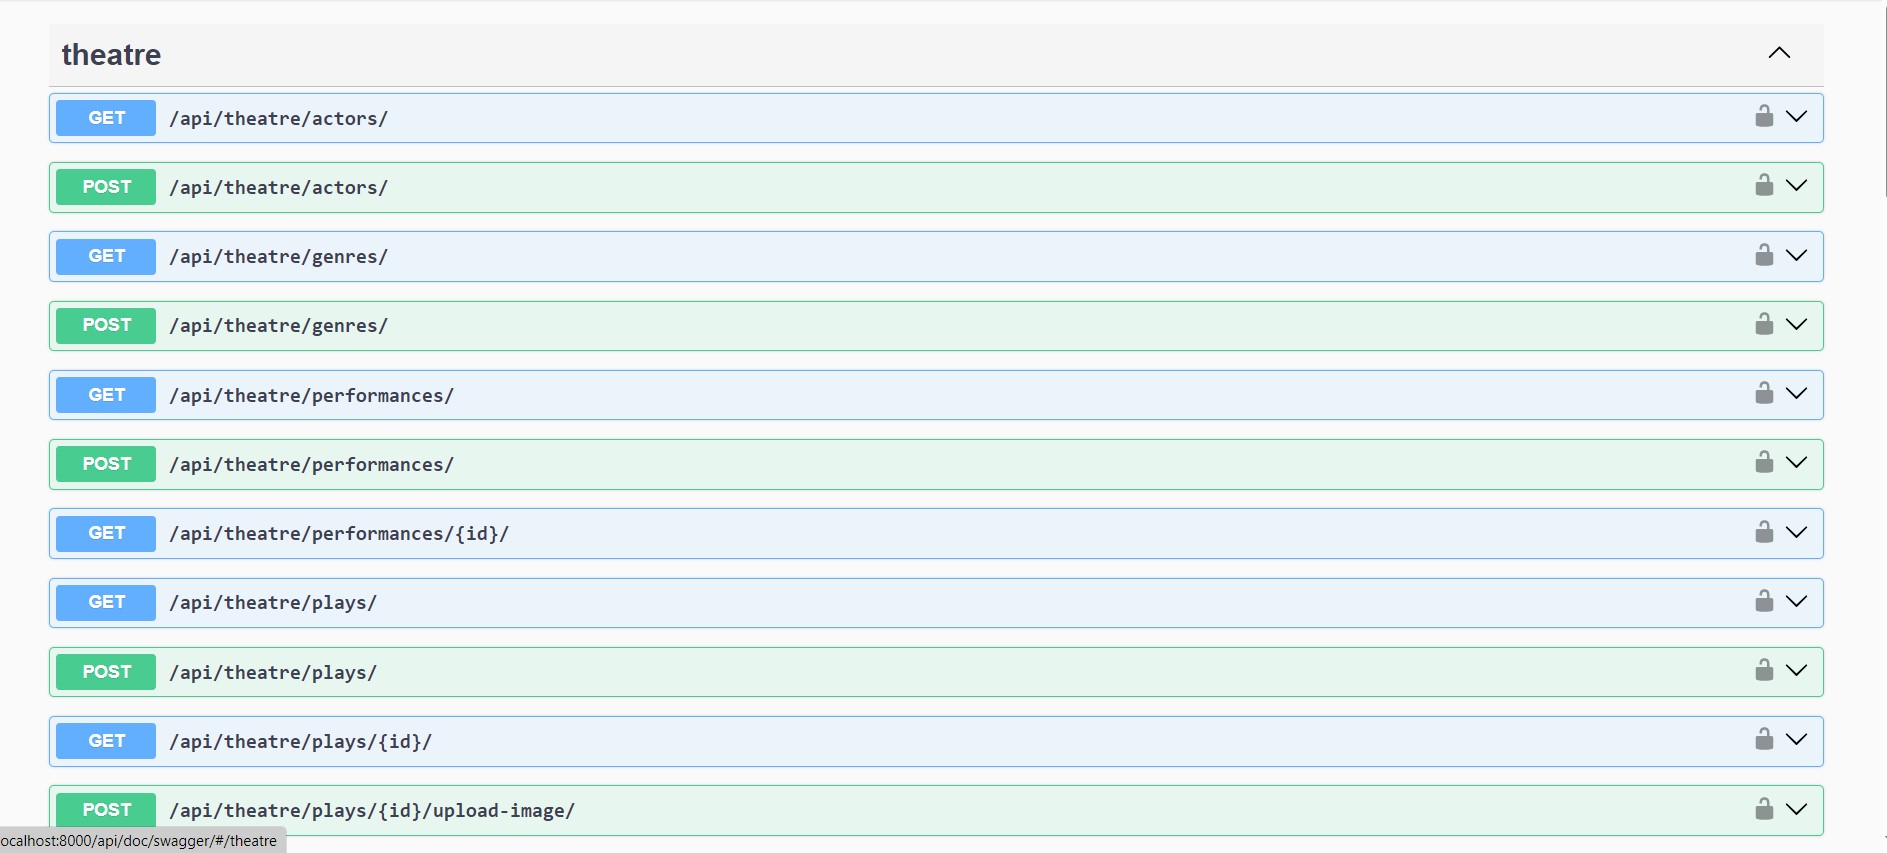 theatre
GET /api/theatre/actors/
POST /api/theatre/actors/
GET /api/theatre/genres/
POST /api/theatre/genres/
GET /api/theatre/performances/
POST /api/theatre/performances/
GET /api/theatre/performances/{id}/
GET /api/theatre/plays/
POST /api/theatre/plays/
GET /api/theatre/plays/{id}/
POST /api/theatre/plays/{id}/upload-image/
ocalhost:8000/api/doc/swagger/#/theatre